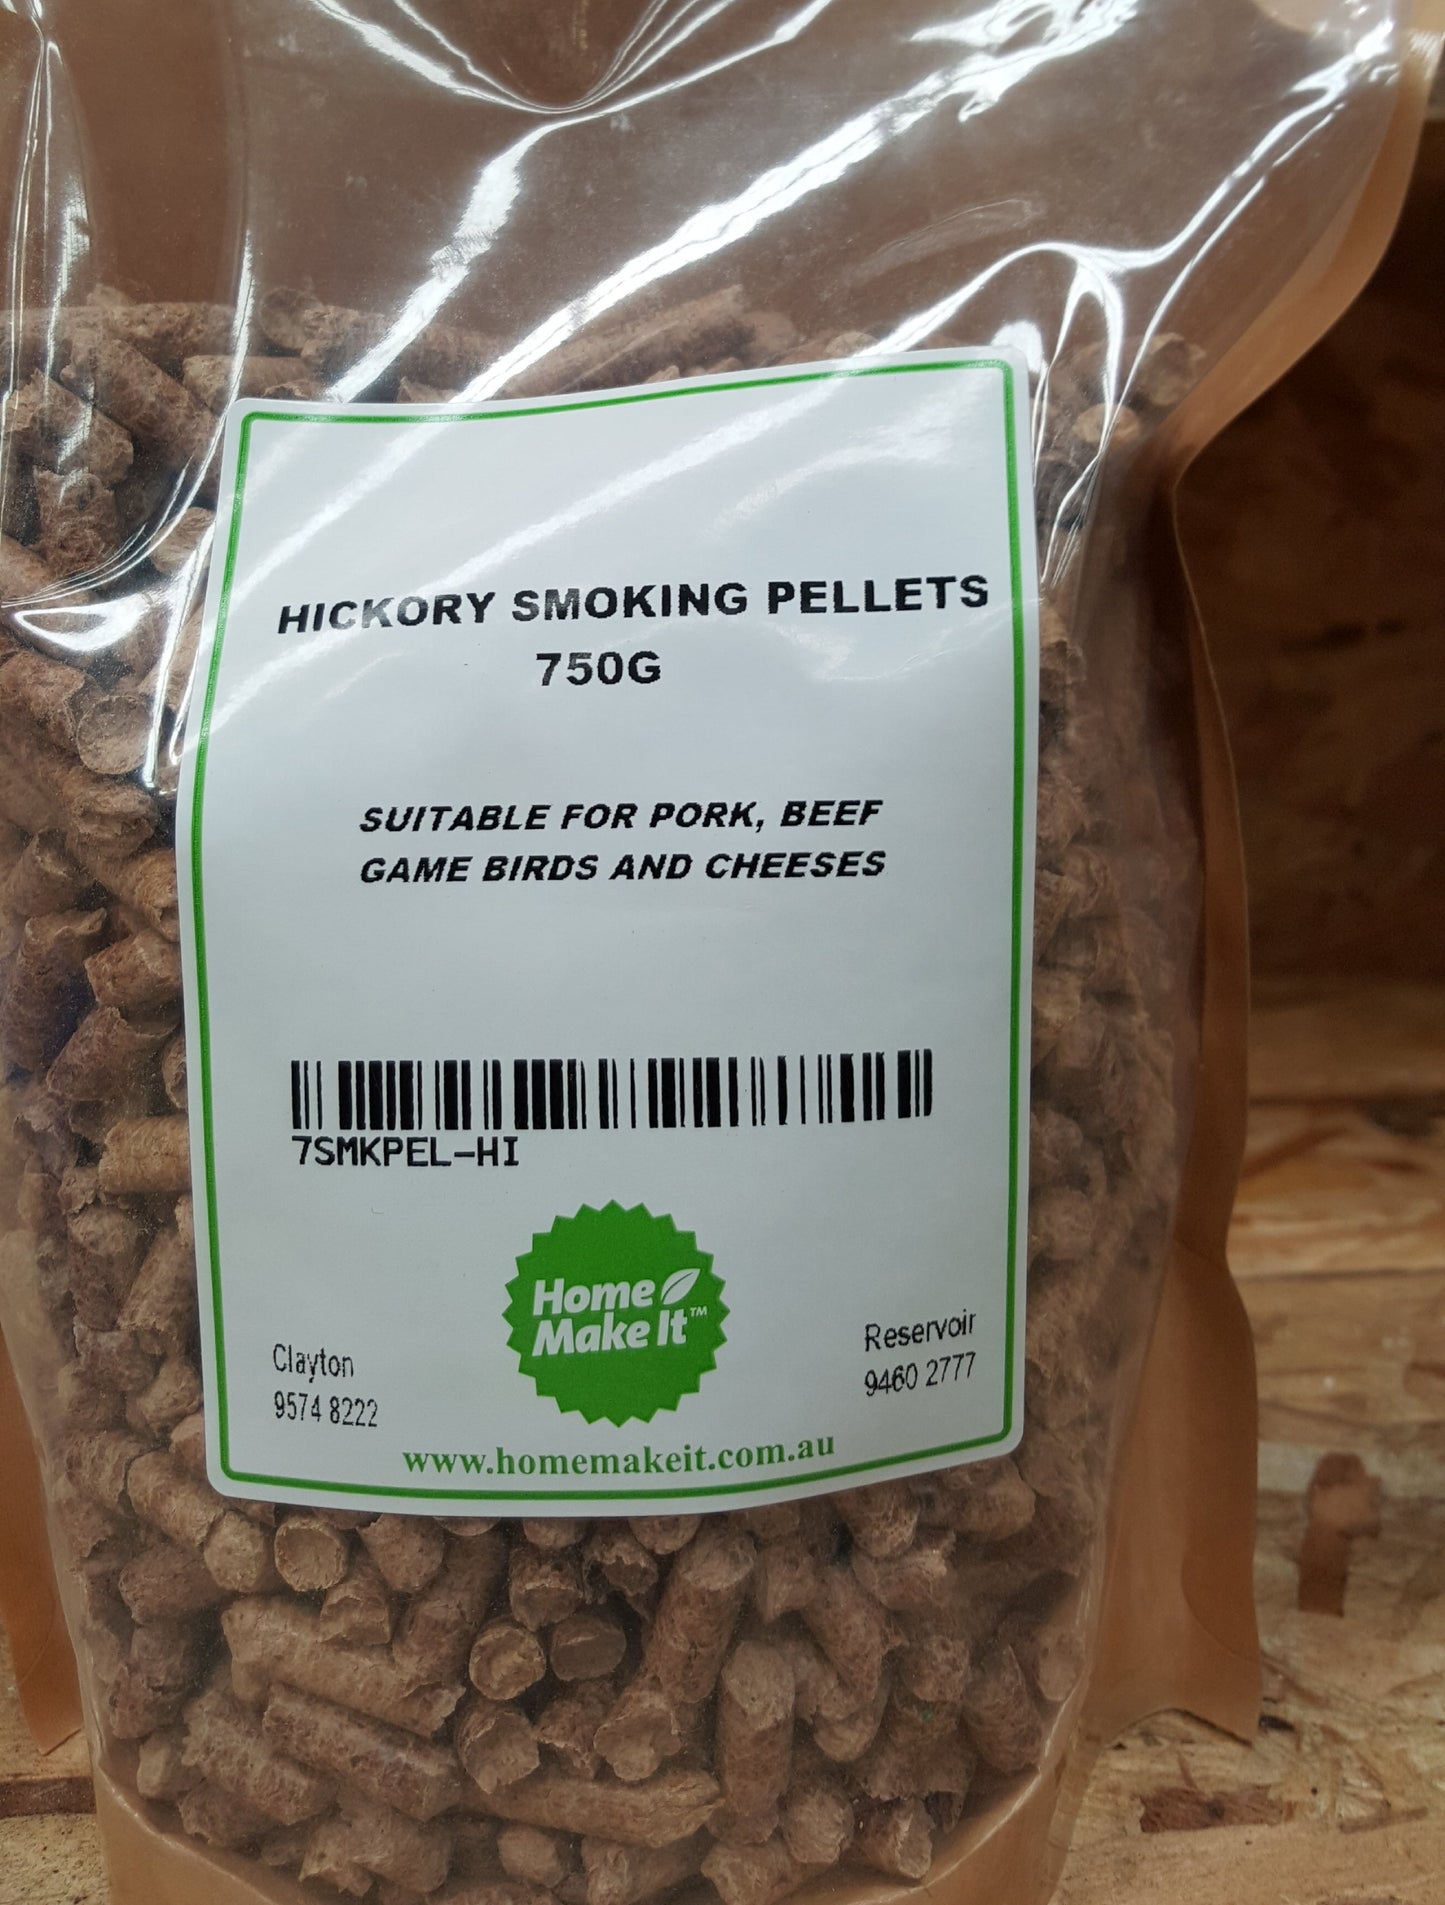 HICKORY SMOKING PELLETS
750G
SUITABLE FOR PORK, BEEF
GAME BIRDS AND CHEESES
7SMKPEL-HI
Home
Make It™
Clayton
9574 8222
Reservoir
9460 2777
www.homemakeit.com.au